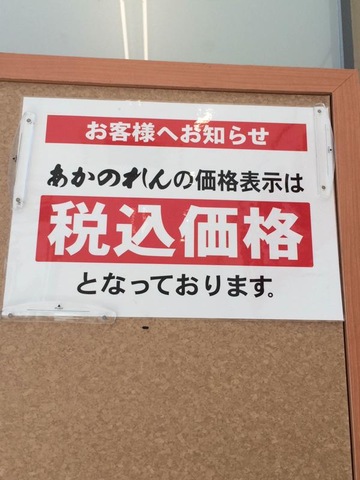 お客様へお知らせ
あかのれんの価格表示は
税込価格
となっております。